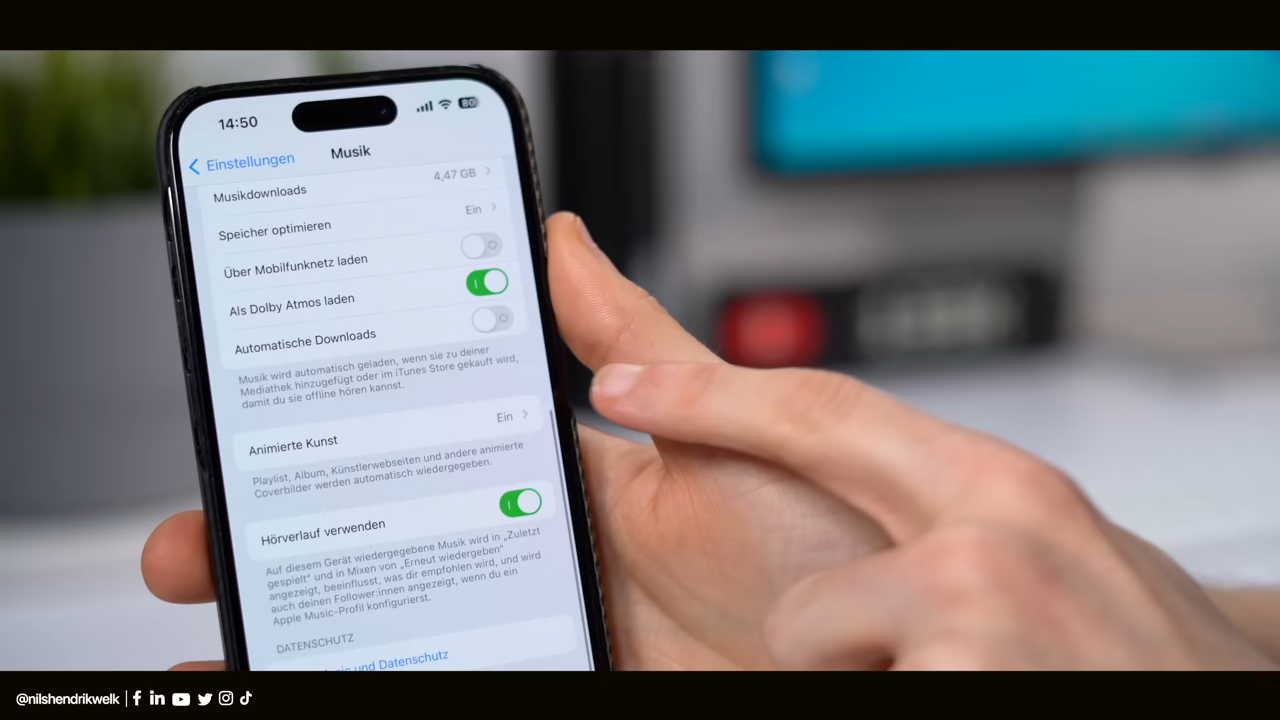 14:50
80
Einstellungen
Musik
Musikdownloads
4,47 GB
Speicher optimieren
Ein
Über Mobilfunknetz laden
Als Dolby Atmos laden
Automatische Downloads
Musik wird automatisch geladen, wenn sie zu deiner
Mediathek hinzugefügt oder im iTunes Store gekauft wird,
damit du sie offline hören kannst.
Animierte Kunst
Ein
Playlist, Album, Künstlerwebseiten und andere animierte
Coverbilder werden automatisch wiedergegeben.
Hörverlauf verwenden
Auf diesem Gerät wiedergegebene Musik wird in „Zuletzt
gespielt“ und in Mixen von „Erneut wiedergeben“
angezeigt, beeinflusst, was dir empfohlen wird, und wird
auch deinen Follower:innen angezeigt, wenn du ein
Apple Music-Profil konfigurierst.
DATENSCHUTZ
und Datenschutz
@nilshendrikwelk